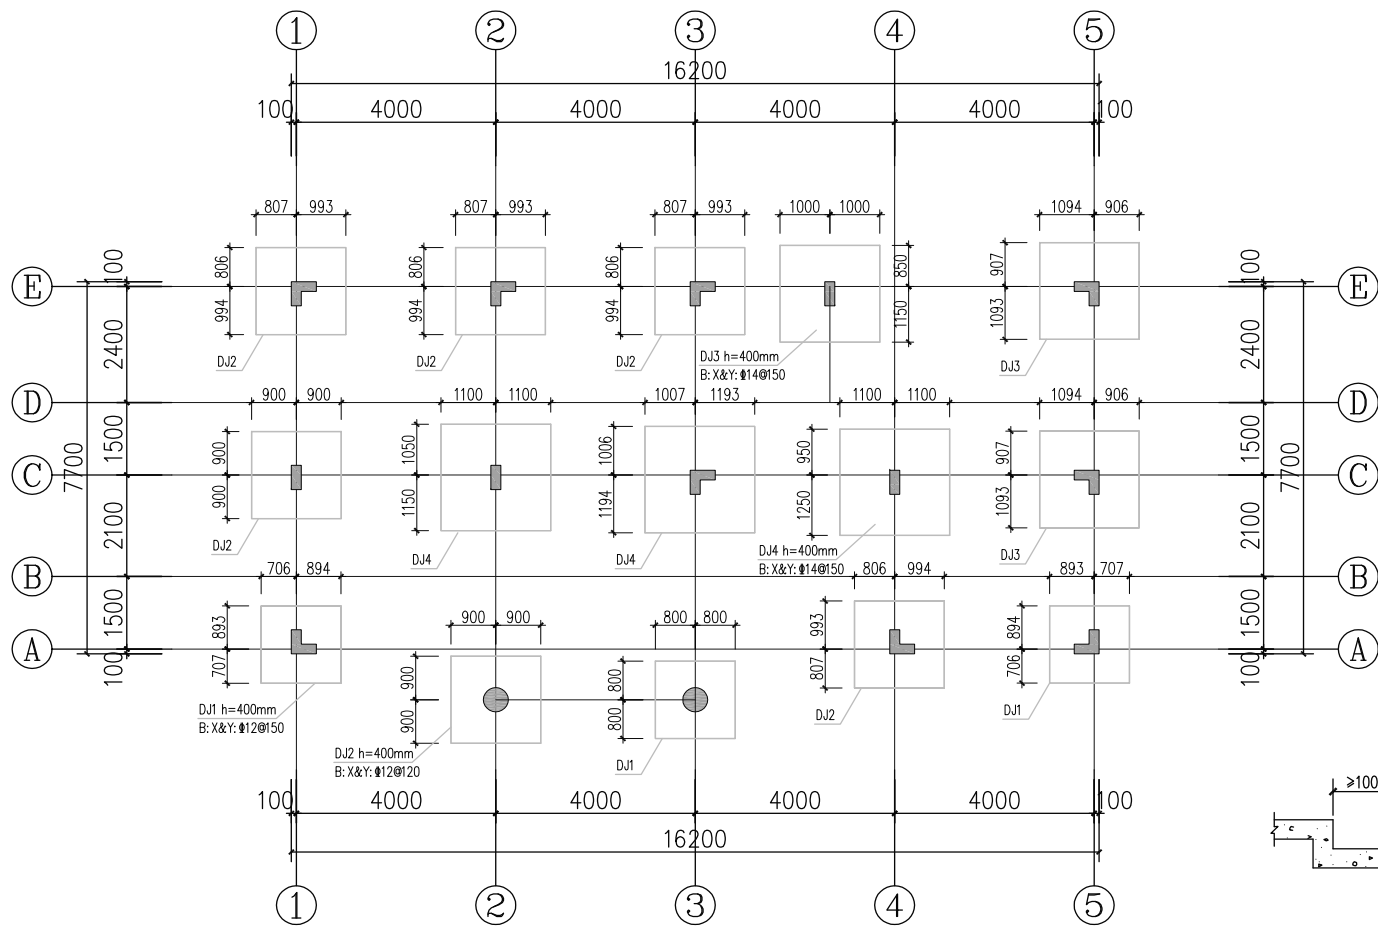 1 2 3 4 5
16200
100 4000 4000 4000 4000 100
807 993 807 993 807 993 1000 1000 1094 906
E 100 806 994 806 994 806 994 850 1150 907 1093 100 E
2400 2400
DJ2 DJ2 DJ2 DJ3 h=400mm DJ3
B: X&Y: Φ14@150
900 900 1100 1100 1007 1193 1100 1100 1094 906
D D
1500 900 1050 1006 950 907 1500
C 7700 C 7700
900 1150 1194 1250 1093
2100 2100
DJ2 DJ4 DJ4 DJ4 h=400mm DJ3
B: X&Y: Φ14@150
706 894 806 994 893 707
B B
1500 893 900 900 800 800 993 894 1500
A A
100 707 900 800 807 706 100
DJ1 h=400mm 900 800 DJ2 DJ1
B: X&Y: Φ12@150
DJ2 h=400mm DJ1
B: X&Y: Φ12@120
≥100
100 4000 4000 4000 4000 100
16200
1 2 3 4 5